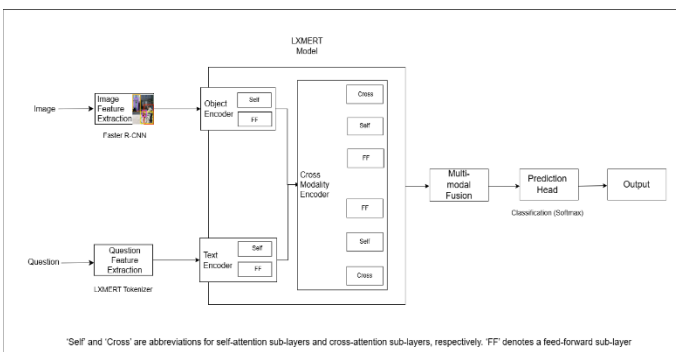 LXMERT
Model
Image
Image
Feature
Extraction
Faster R-CNN
Object
Encoder
Self
FF
Cross
Modality
Encoder
Cross
Self
FF
FF
Self
Cross
Question
Question
Feature
Extraction
LXMERT Tokenizer
Text
Encoder
Self
FF
Multi-
modal
Fusion
Prediction
Head
Classification (Softmax)
Output
'Self' and 'Cross' are abbreviations for self-attention sub-layers and cross-attention sub-layers, respectively. 'FF' denotes a feed-forward sub-layer